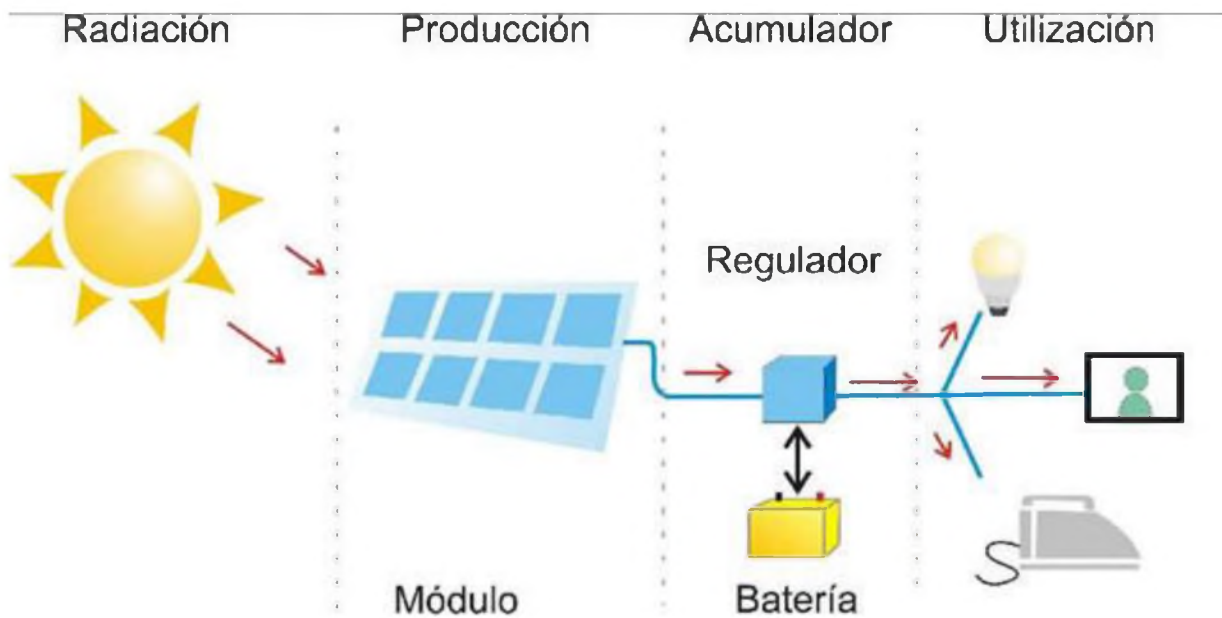 Radiación Producción Acumulador Utilización
Regulador
Módulo Batería